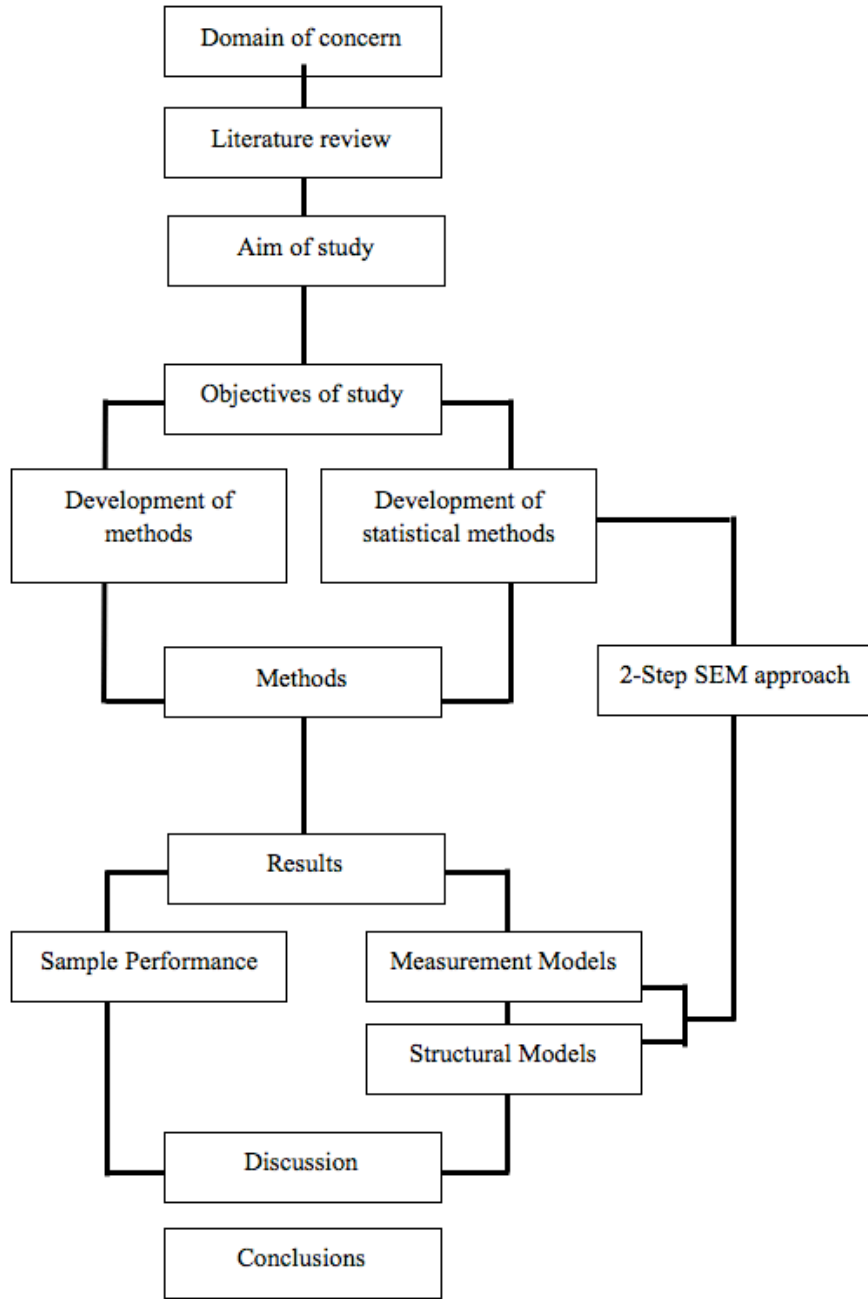 Domain of concern
Literature review
Aim of study
Objectives of study
Development of
methods
Development of
statistical methods
Methods
2-Step SEM approach
Results
Sample Performance
Measurement Models
Structural Models
Discussion
Conclusions